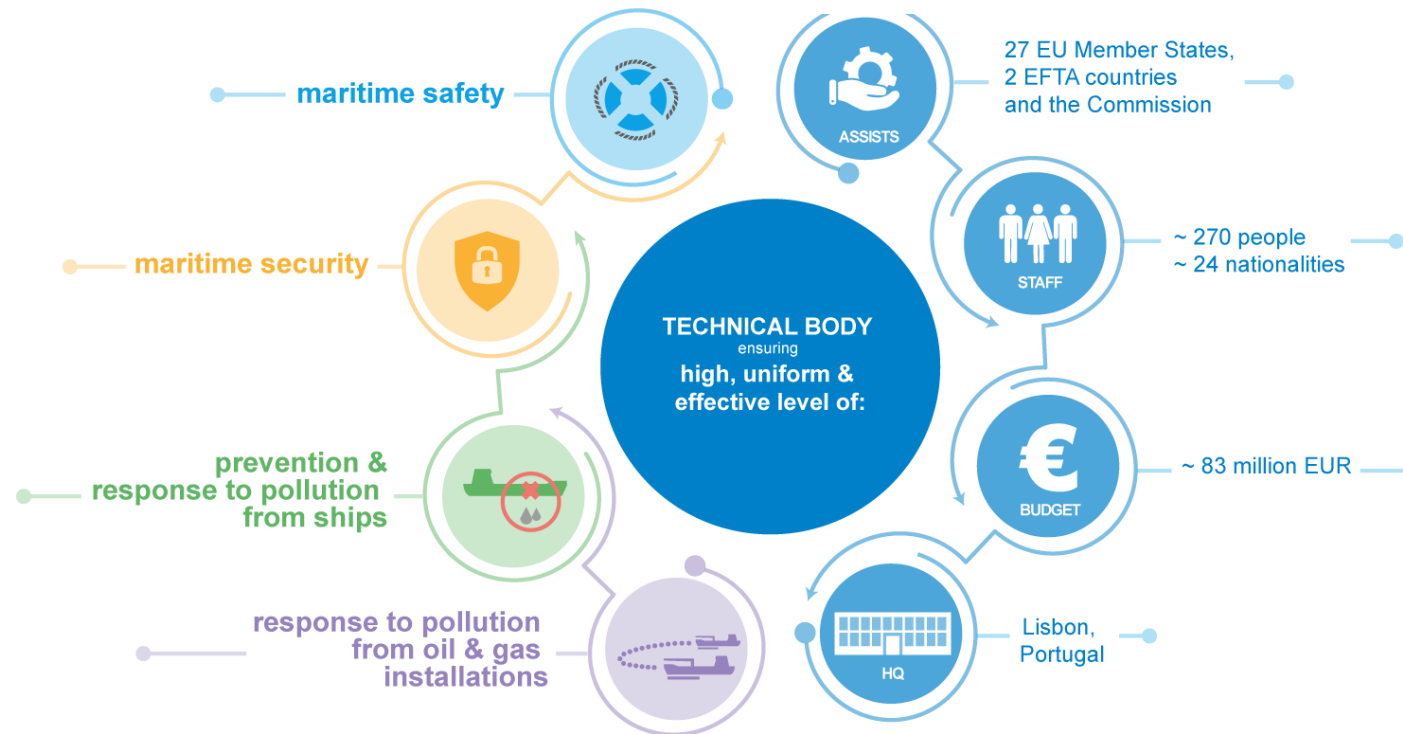 maritime safety
maritime security
prevention &
response to pollution
from ships
response to pollution
from oil & gas
installations
TECHNICAL BODY
ensuring
high, uniform &
effective level of:
ASSISTS
27 EU Member States,
2 EFTA countries
and the Commission
STAFF
~ 270 people
~ 24 nationalities
€
BUDGET
~ 83 million EUR
HQ
Lisbon,
Portugal